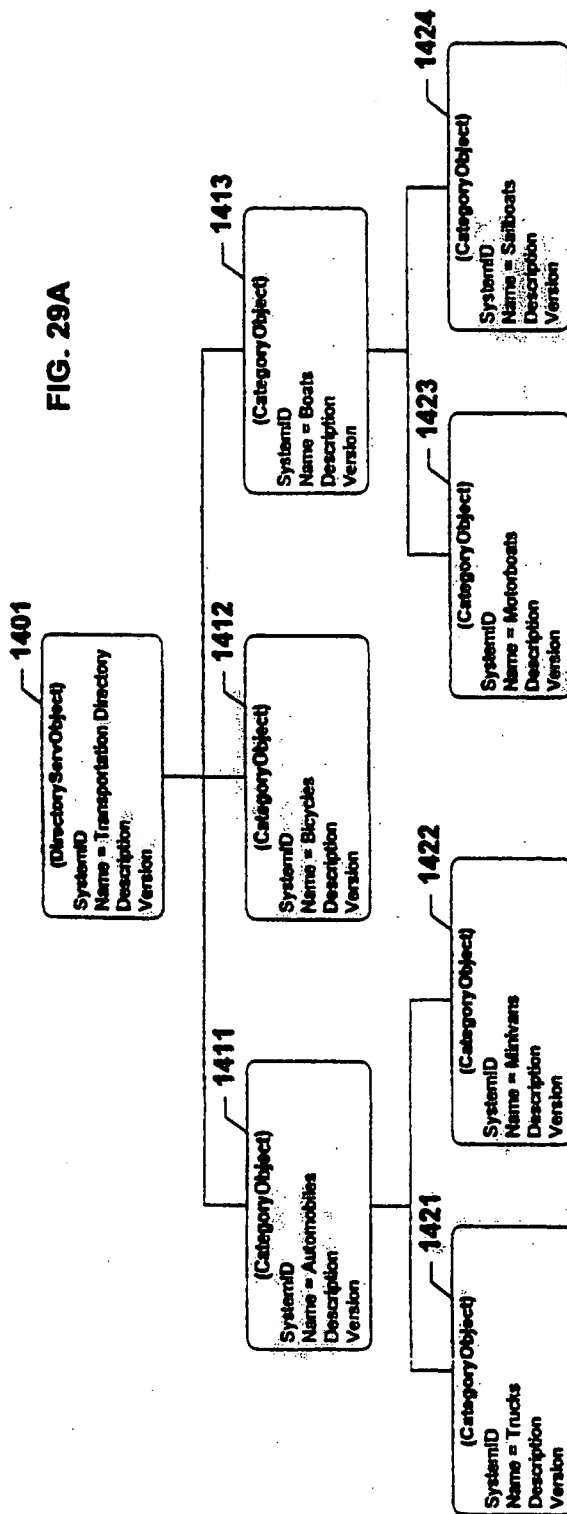 FIG. 29A
1401
(DirectoryServObject)
SystemID
Name = Transportation Directory
Description
Version
1411
(CategoryObject)
SystemID
Name = Automobiles
Description
Version
1412
(CategoryObject)
SystemID
Name = Bicycles
Description
Version
1413
(CategoryObject)
SystemID
Name = Boats
Description
Version
1421
(CategoryObject)
SystemID
Name = Trucks
Description
Version
1422
(CategoryObject)
SystemID
Name = Minivans
Description
Version
1423
(CategoryObject)
SystemID
Name = Motorboats
Description
Version
1424
(CategoryObject)
SystemID
Name = Sailboats
Description
Version